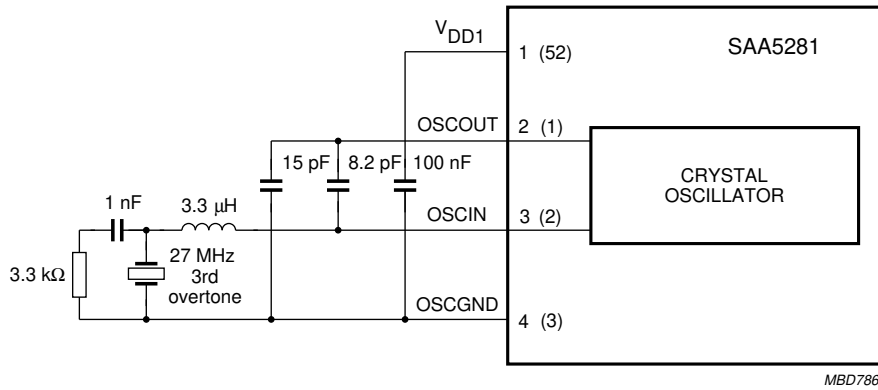 V DD1
1 (52)
SAA5281
OSCOUT
2 (1)
15 pF
8.2 pF
100 nF
CRYSTAL
OSCILLATOR
1 nF
3.3 μH
OSCIN
3 (2)
3.3 kΩ
27 MHz
3rd
overtone
OSCGND
4 (3)
MBD786